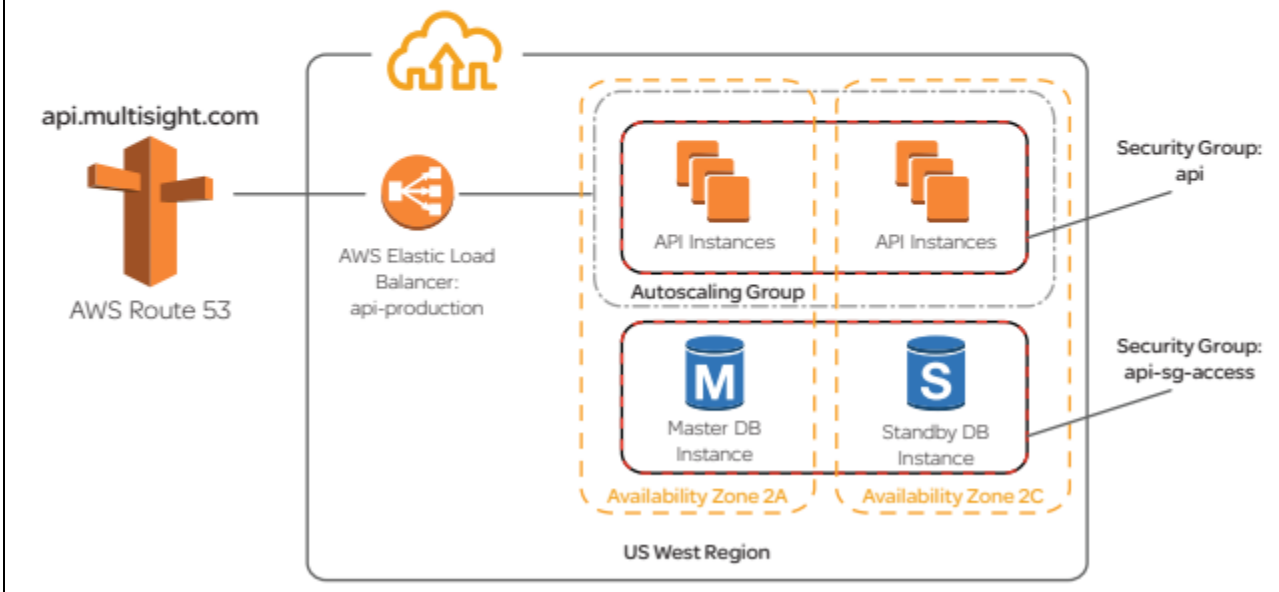 api.multisight.com
AWS Route 53
AWS Elastic Load
Balancer:
api-production
API Instances
API Instances
Autoscaling Group
Security Group:
api
M
Master DB
Instance
S
Standby DB
Instance
Security Group:
api-sg-access
Availability Zone 2A
Availability Zone 2C
US West Region